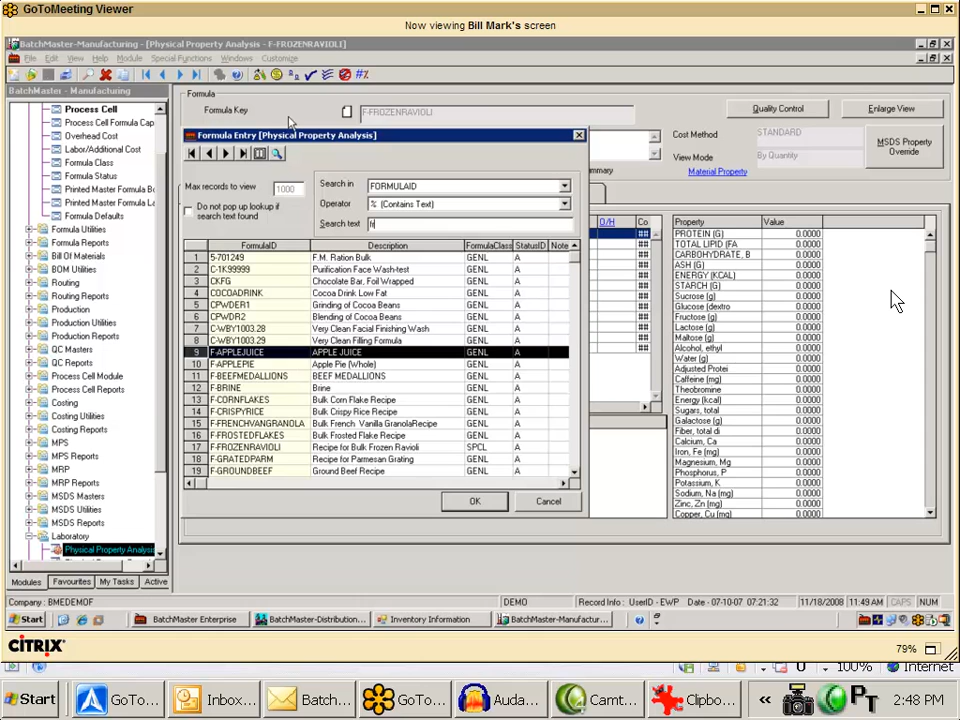 GoToMeeting Viewer
Now viewing Bill Mark's screen
BatchMaster-Manufacturing - [Physical Property Analysis - F-FROZENRAVIOLI]
File Edit View Help Module Special Functions Windows Customize
BatchMaster - Manufacturing
Process Cell
Process Cell Formula Cap
Overhead Cost
Labor/Additional Cost
Formula Class
Formula Status
Printed Master Formula Bo
Printed Master Formula La
Formula Defaults
Formula Utilities
Formula Reports
Bill Of Materials
BOM Utilities
Routing
Routing Reports
Production
Production Utilities
Production Reports
QC Masters
QC Reports
Process Cell Module
Process Cell Reports
Costing
Costing Utilities
Costing Reports
MPS
MPS Reports
MRP
MRP Reports
MSDS Masters
MSDS Utilities
MSDS Reports
Laboratory
Physical Property Analysis
Modules Favourites My Tasks Active
Formula
Formula Key
F-FROZENRAVIOLI
Quality Control
Enlarge View
Cost Method
STANDARD
View Mode
By Quantity
MSDS Property Override
Material Property
mmary
O/H Co
Formula Entry [Physical Property Analysis]
Max records to view 1000
Do not pop up lookup if search text found
Search in FORMULAID
Operator % (Contains Text)
Search text fr
FormulaID Description FormulaClass StatusID Note
1 5-701249 F.M. Ration Bulk GENL A
2 C-1K99999 Purification Face Wash-test GENL A
3 CKFG Chocolate Bar, Foil Wrapped GENL A
4 COCOADRINK Cocoa Drink Low Fat GENL A
5 CPWDER1 Grinding of Cocoa Beans GENL A
6 CPWDR2 Blending of Cocoa Beans GENL A
7 C-WBY1003.28 Very Clean Facial Finishing Wash GENL A
8 C-WBY1003.29 Very Clean Filling Formula GENL A
9 F-APPLEJUICE APPLE JUICE GENL A
10 F-APPLEPIE Apple Pie (Whole) GENL A
11 F-BEEFMEDALLIONS BEEF MEDALLIONS GENL A
12 F-BRINE Brine GENL A
13 F-CORNFLAKES Bulk Corn Flake Recipe GENL A
14 F-CRISPYRICE Bulk Crispy Rice Recipe GENL A
15 F-FRENCHVANGRANOLA Bulk French Vanilla GranolaRecipe GENL A
16 F-FROSTEDFLAKES Bulk Frosted Flake Recipe GENL A
17 F-FROZENRAVIOLI Recipe for Bulk Frozen Ravioli SPCL A
18 F-GRATEDPARM Recipe for Parmesan Grating GENL A
19 F-GROUNDBEEF Ground Beef Recipe GENL A
OK Cancel
Property Value
PROTEIN (G) 0.0000
TOTAL LIPID (FA 0.0000
CARBOHYDRATE, B 0.0000
ASH (G) 0.0000
ENERGY (KCAL) 0.0000
STARCH (G) 0.0000
Sucrose (g) 0.0000
Glucose (dextro 0.0000
Fructose (g) 0.0000
Lactose (g) 0.0000
Maltose (g) 0.0000
Alcohol, ethyl 0.0000
Water (g) 0.0000
Adjusted Protei 0.0000
Caffeine (mg) 0.0000
Theobromine 0.0000
Energy (kcal) 0.0000
Sugars, total 0.0000
Galactose (g) 0.0000
Fiber, total di 0.0000
Calcium, Ca 0.0000
Iron, Fe (mg) 0.0000
Magnesium, Mg 0.0000
Phosphorus, P 0.0000
Potassium, K 0.0000
Sodium, Na (mg) 0.0000
Zinc, Zn (mg) 0.0000
Copper, Cu (mg) 0.0000
Company : BMEDEMOF DEMO Record Info : UserID - EWP Date - 07-10-07 07:21:32 11/18/2008 11:49 AM CAPS NUM
Start BatchMaster Enterprise BatchMaster-Distribution... Inventory Information BatchMaster-Manufactur...
CITRIX 79%
U 100% Internet
Start GoTo... Inbox... Batch... GoTo... Auda... Camt... Clipbo... « PT 2:48 PM